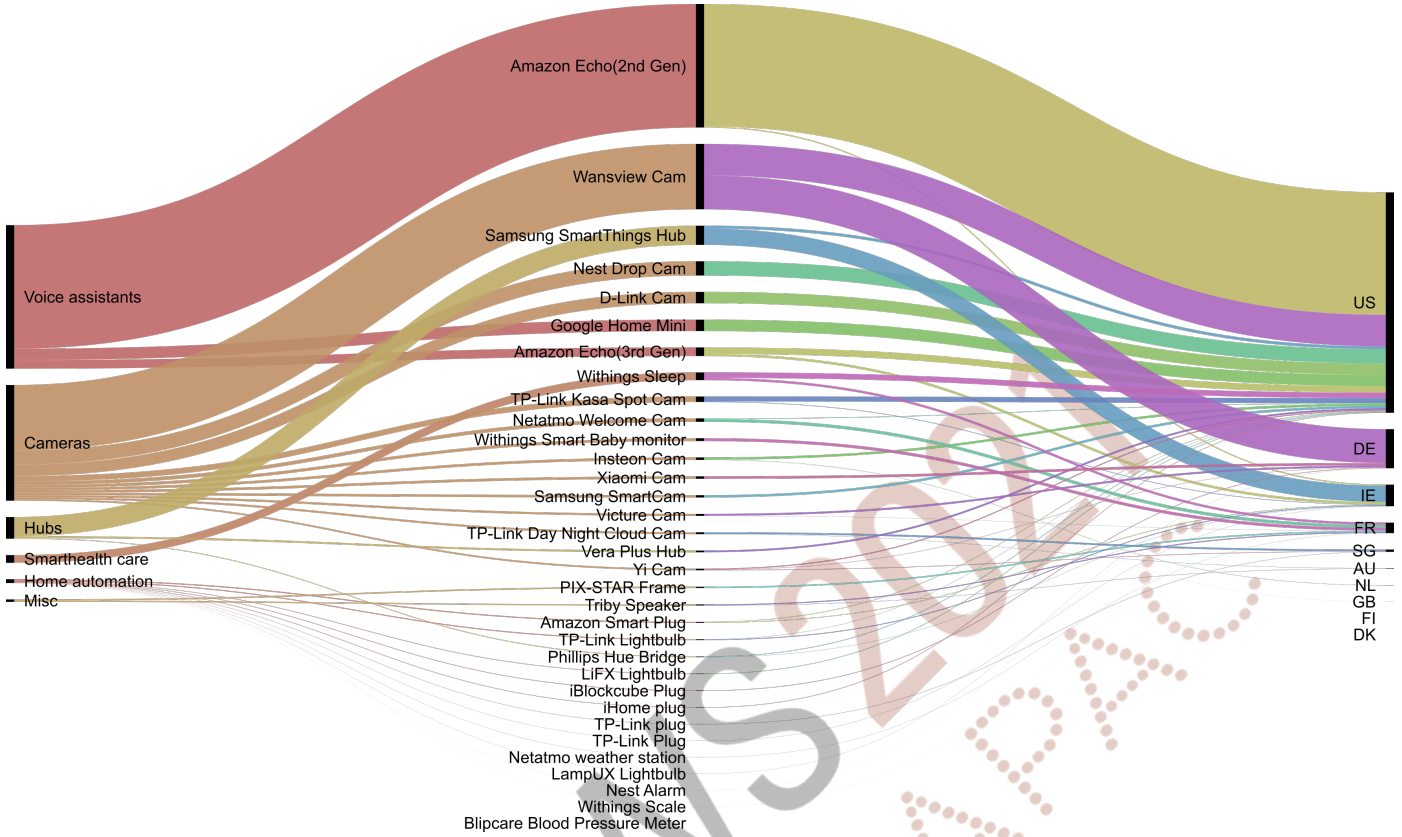 Voice assistants
Cameras
Hubs
Smarthealth care
Home automation
Misc
Amazon Echo(2nd Gen)
Wansview Cam
Samsung SmartThings Hub
Nest Drop Cam
D-Link Cam
Google Home Mini
Amazon Echo(3rd Gen)
Withings Sleep
TP-Link Kasa Spot Cam
Netatmo Welcome Cam
Withings Smart Baby monitor
Insteon Cam
Xiaomi Cam
Samsung SmartCam
Victure Cam
TP-Link Day Night Cloud Cam
Vera Plus Hub
Yi Cam
PIX-STAR Frame
Triby Speaker
Amazon Smart Plug
TP-Link Lightbulb
Phillips Hue Bridge
LiFX Lightbulb
iBlockcube Plug
iHome plug
TP-Link plug
TP-Link Plug
Netatmo weather station
LampUX Lightbulb
Nest Alarm
Withings Scale
Blipcare Blood Pressure Meter
US
DE
IE
FR
SG
AU
NL
GB
FI
DK